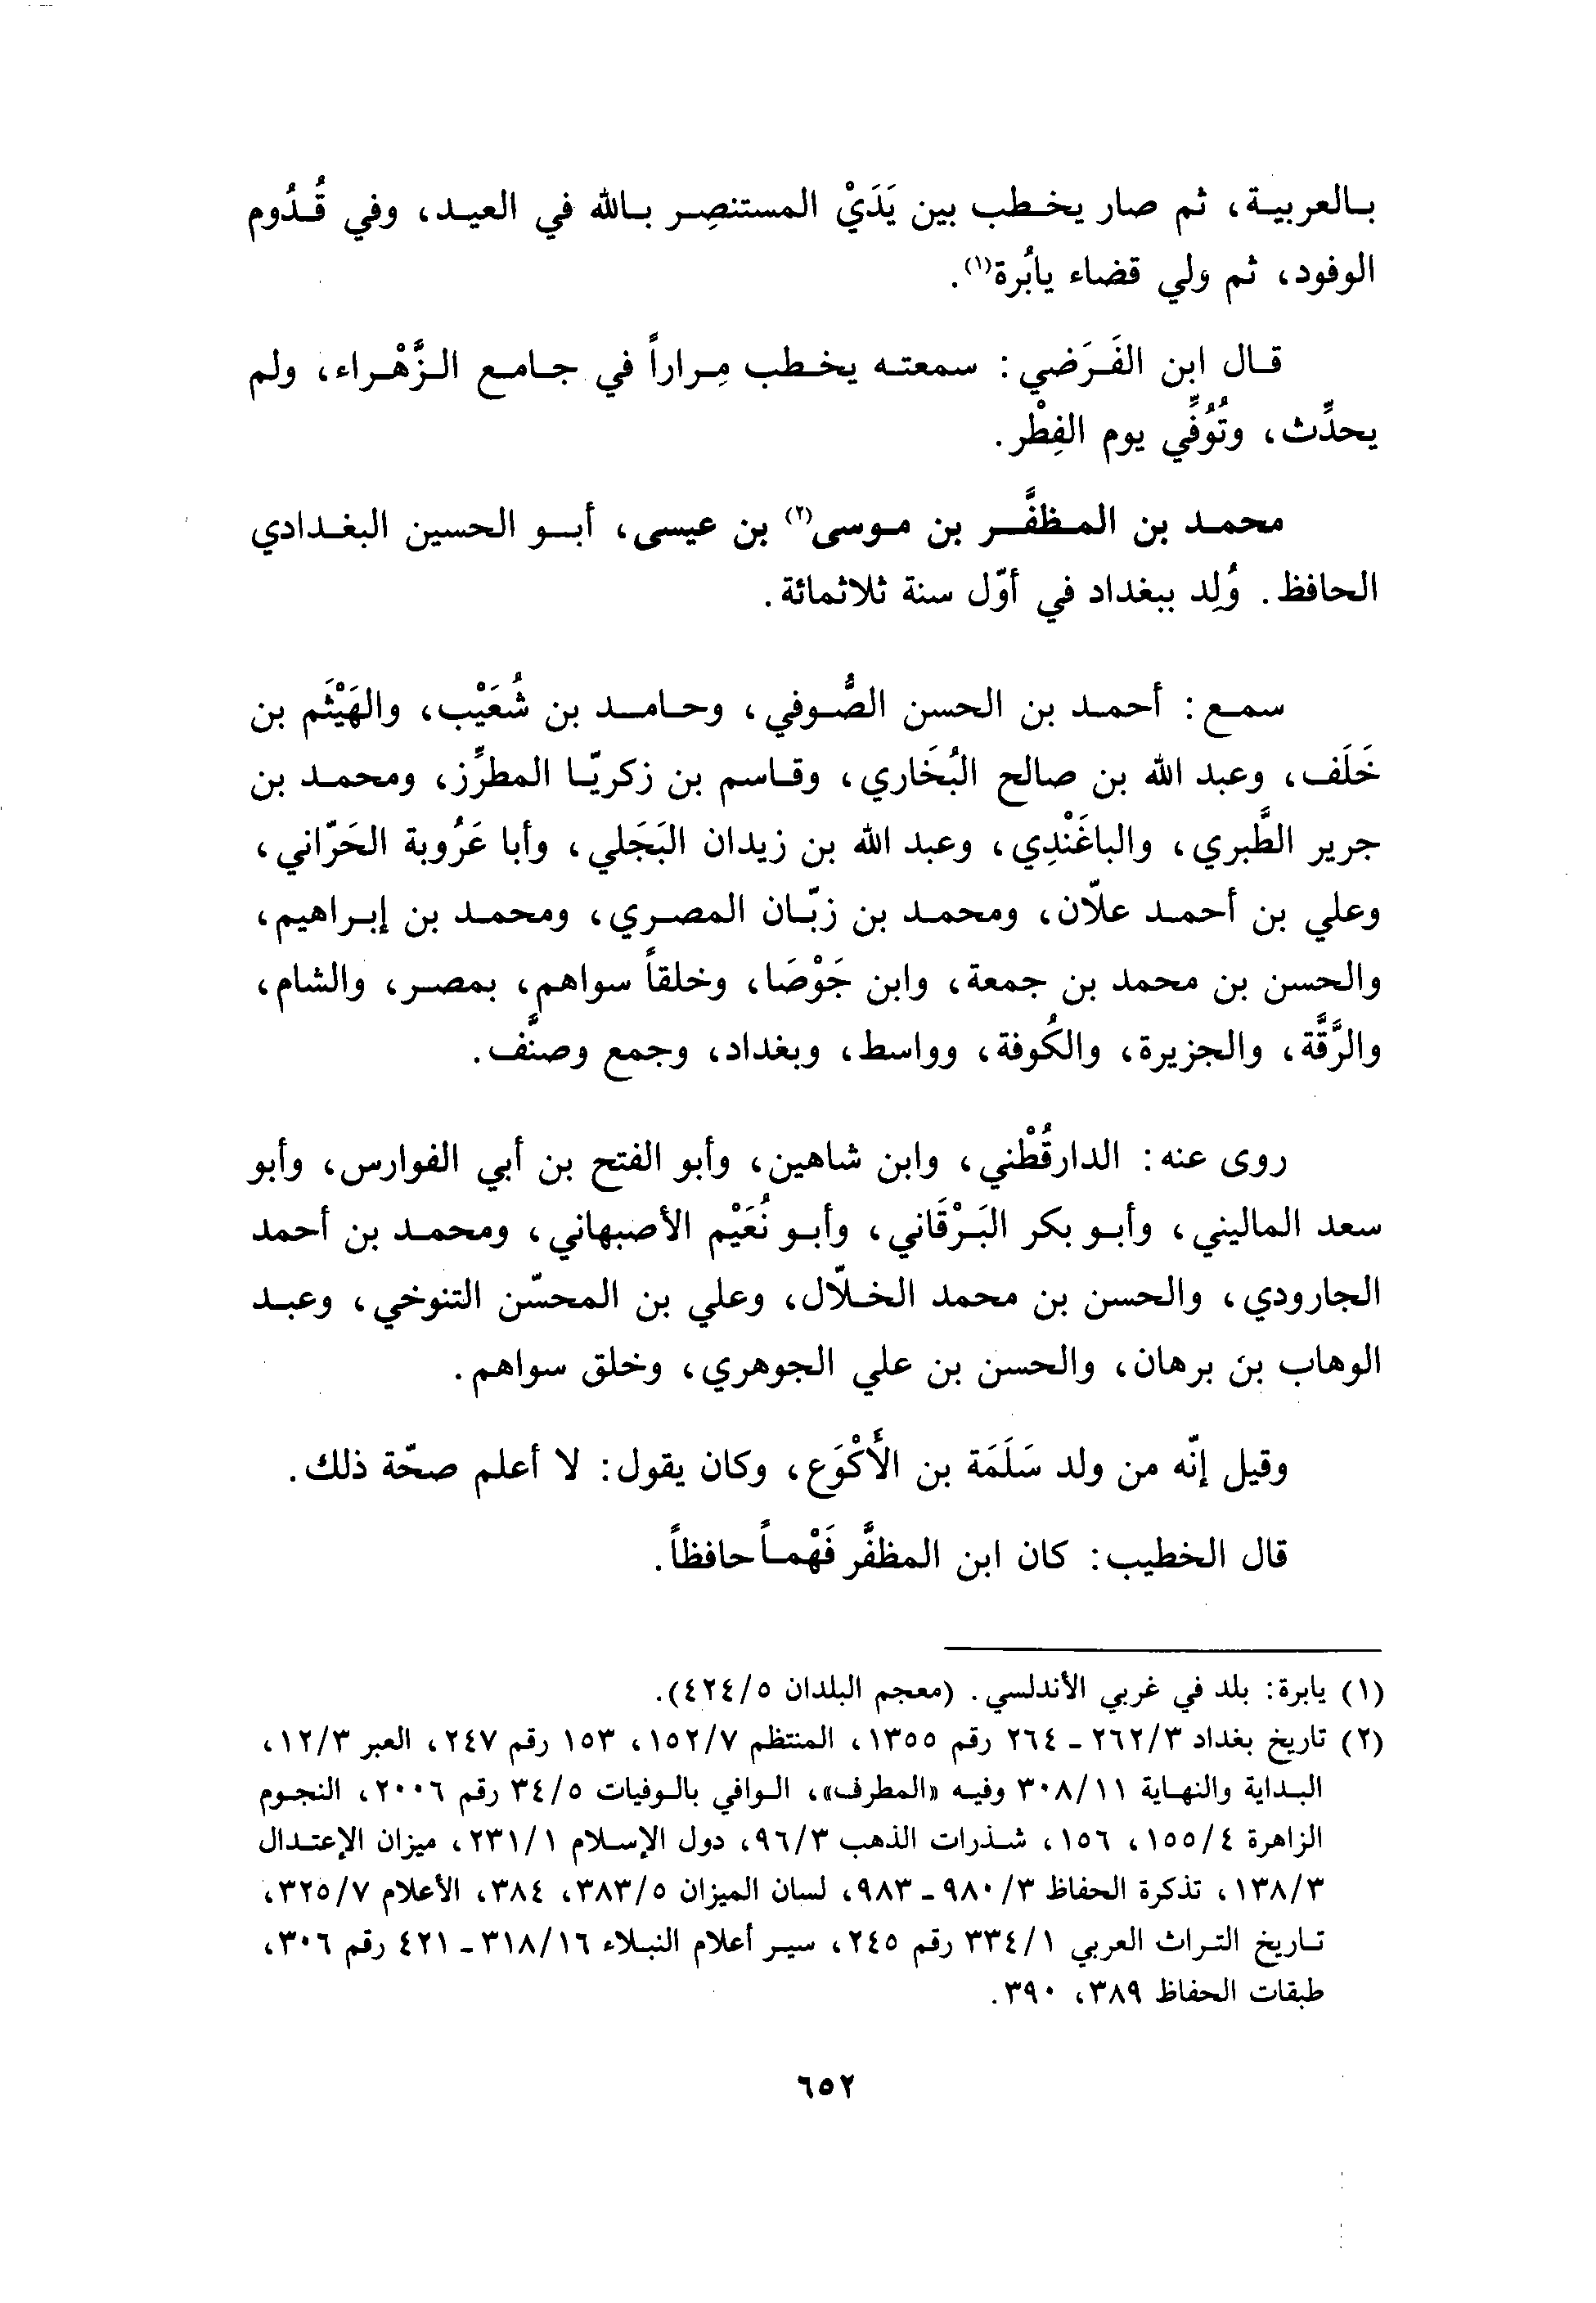 بالعربية، ثم صار يخطب بين يَدَيْ المستنصِر بالله في العيد، وفي قُدُوم
الوفود، ثم ولي قضاء يابُرة(١).
قال ابن الفَرَضي: سمعته يخطب مِراراً في جامع الزَّهْراء، ولم
يحدِّث، وتُوُفِّي يوم الفِطْر.
محمد بن المظفَّر بن موسى(٢) بن عيسى، أبو الحسين البغدادي
الحافظ. وُلِد ببغداد في أوّل سنة ثلاثمائة.
سمع: أحمد بن الحسن الصُّوفي، وحامد بن شُعَيْب، والهَيْثَم بن
خَلَف، وعبد الله بن صالح البُخَاري، وقاسم بن زكريّا المطرِّز، ومحمد بن
جرير الطَّبري، والباغَنْدِي، وعبد الله بن زيدان البَجَلي، وأبا عَرُوبة الحَرّاني،
وعلي بن أحمد علّان، ومحمد بن زبّان المصري، ومحمد بن إبراهيم،
والحسن بن محمد بن جمعة، وابن جَوْصَا، وخلقاً سواهم، بمصر، والشام،
والرَّقَّة، والجزيرة، والكُوفة، وواسط، وبغداد، وجمع وصنَّف.
روى عنه: الدارقُطْني، وابن شاهين، وأبو الفتح بن أبي الفوارس، وأبو
سعد الماليني، وأبو بكر البَرْقَاني، وأبو نُعَيْم الأصبهاني، ومحمد بن أحمد
الجارودي، والحسن بن محمد الخلّال، وعلي بن المحسّن التنوخي، وعبد
الوهاب بن برهان، والحسن بن علي الجوهري، وخلق سواهم.
وقيل إنّه من ولد سَلَمَة بن الأَكْوَع، وكان يقول: لا أعلم صحّة ذلك.
قال الخطيب: كان ابن المظفَّر فَهْماً حافظاً.
(١) يابرة: بلد في غربي الأندلسي. (معجم البلدان ٤٢٤/٥).
(٢) تاريخ بغداد ٢٦٢/٣ - ٢٦٤ رقم ١٣٥٥، المنتظم ١٥٢/٧، ١٥٣ رقم ٢٤٧، العبر ١٢/٣،
البداية والنهاية ٣٠٨/١١ وفيه «المطرف»، الوافي بالوفيات ٣٤/٥ رقم ٢٠٠٦، النجوم
الزاهرة ١٥٥/٤، ١٥٦، شذرات الذهب ٩٦/٣، دول الإسلام ٢٣١/١، ميزان الإعتدال
١٣٨/٣، تذكرة الحفاظ ٩٨٠/٣ - ٩٨٣، لسان الميزان ٣٨٣/٥، ٣٨٤، الأعلام ٣٢٥/٧،
تاريخ التراث العربي ٣٣٤/١ رقم ٢٤٥، سير أعلام النبلاء ٣١٨/١٦ - ٤٢١ رقم ٣٠٦،
طبقات الحفاظ ٣٨٩، ٣٩٠.
٦٥٢